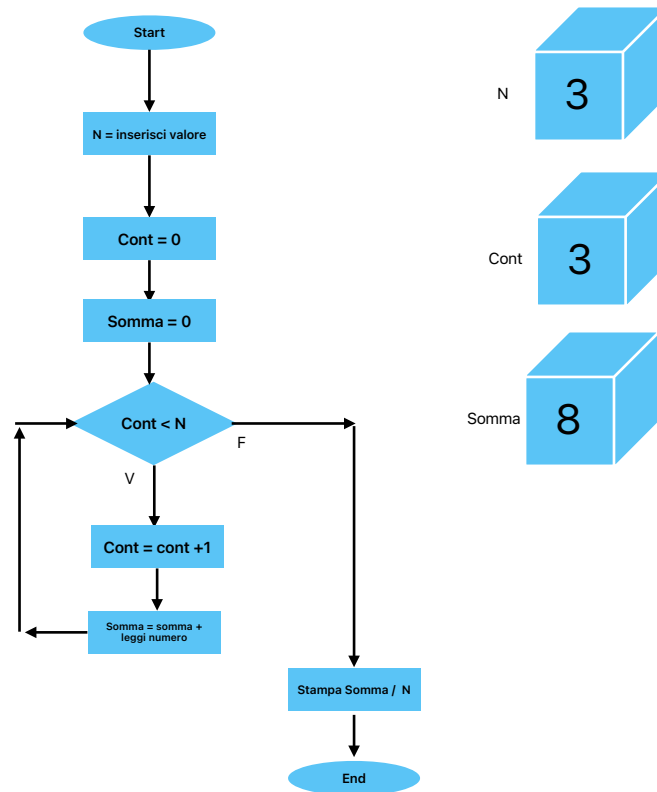 Start
N = inserisci valore
Cont = 0
Somma = 0
Cont < N
F
V
Cont = cont +1
Somma = somma +
leggi numero
Stampa Somma / N
End
N
3
Cont
3
Somma
8